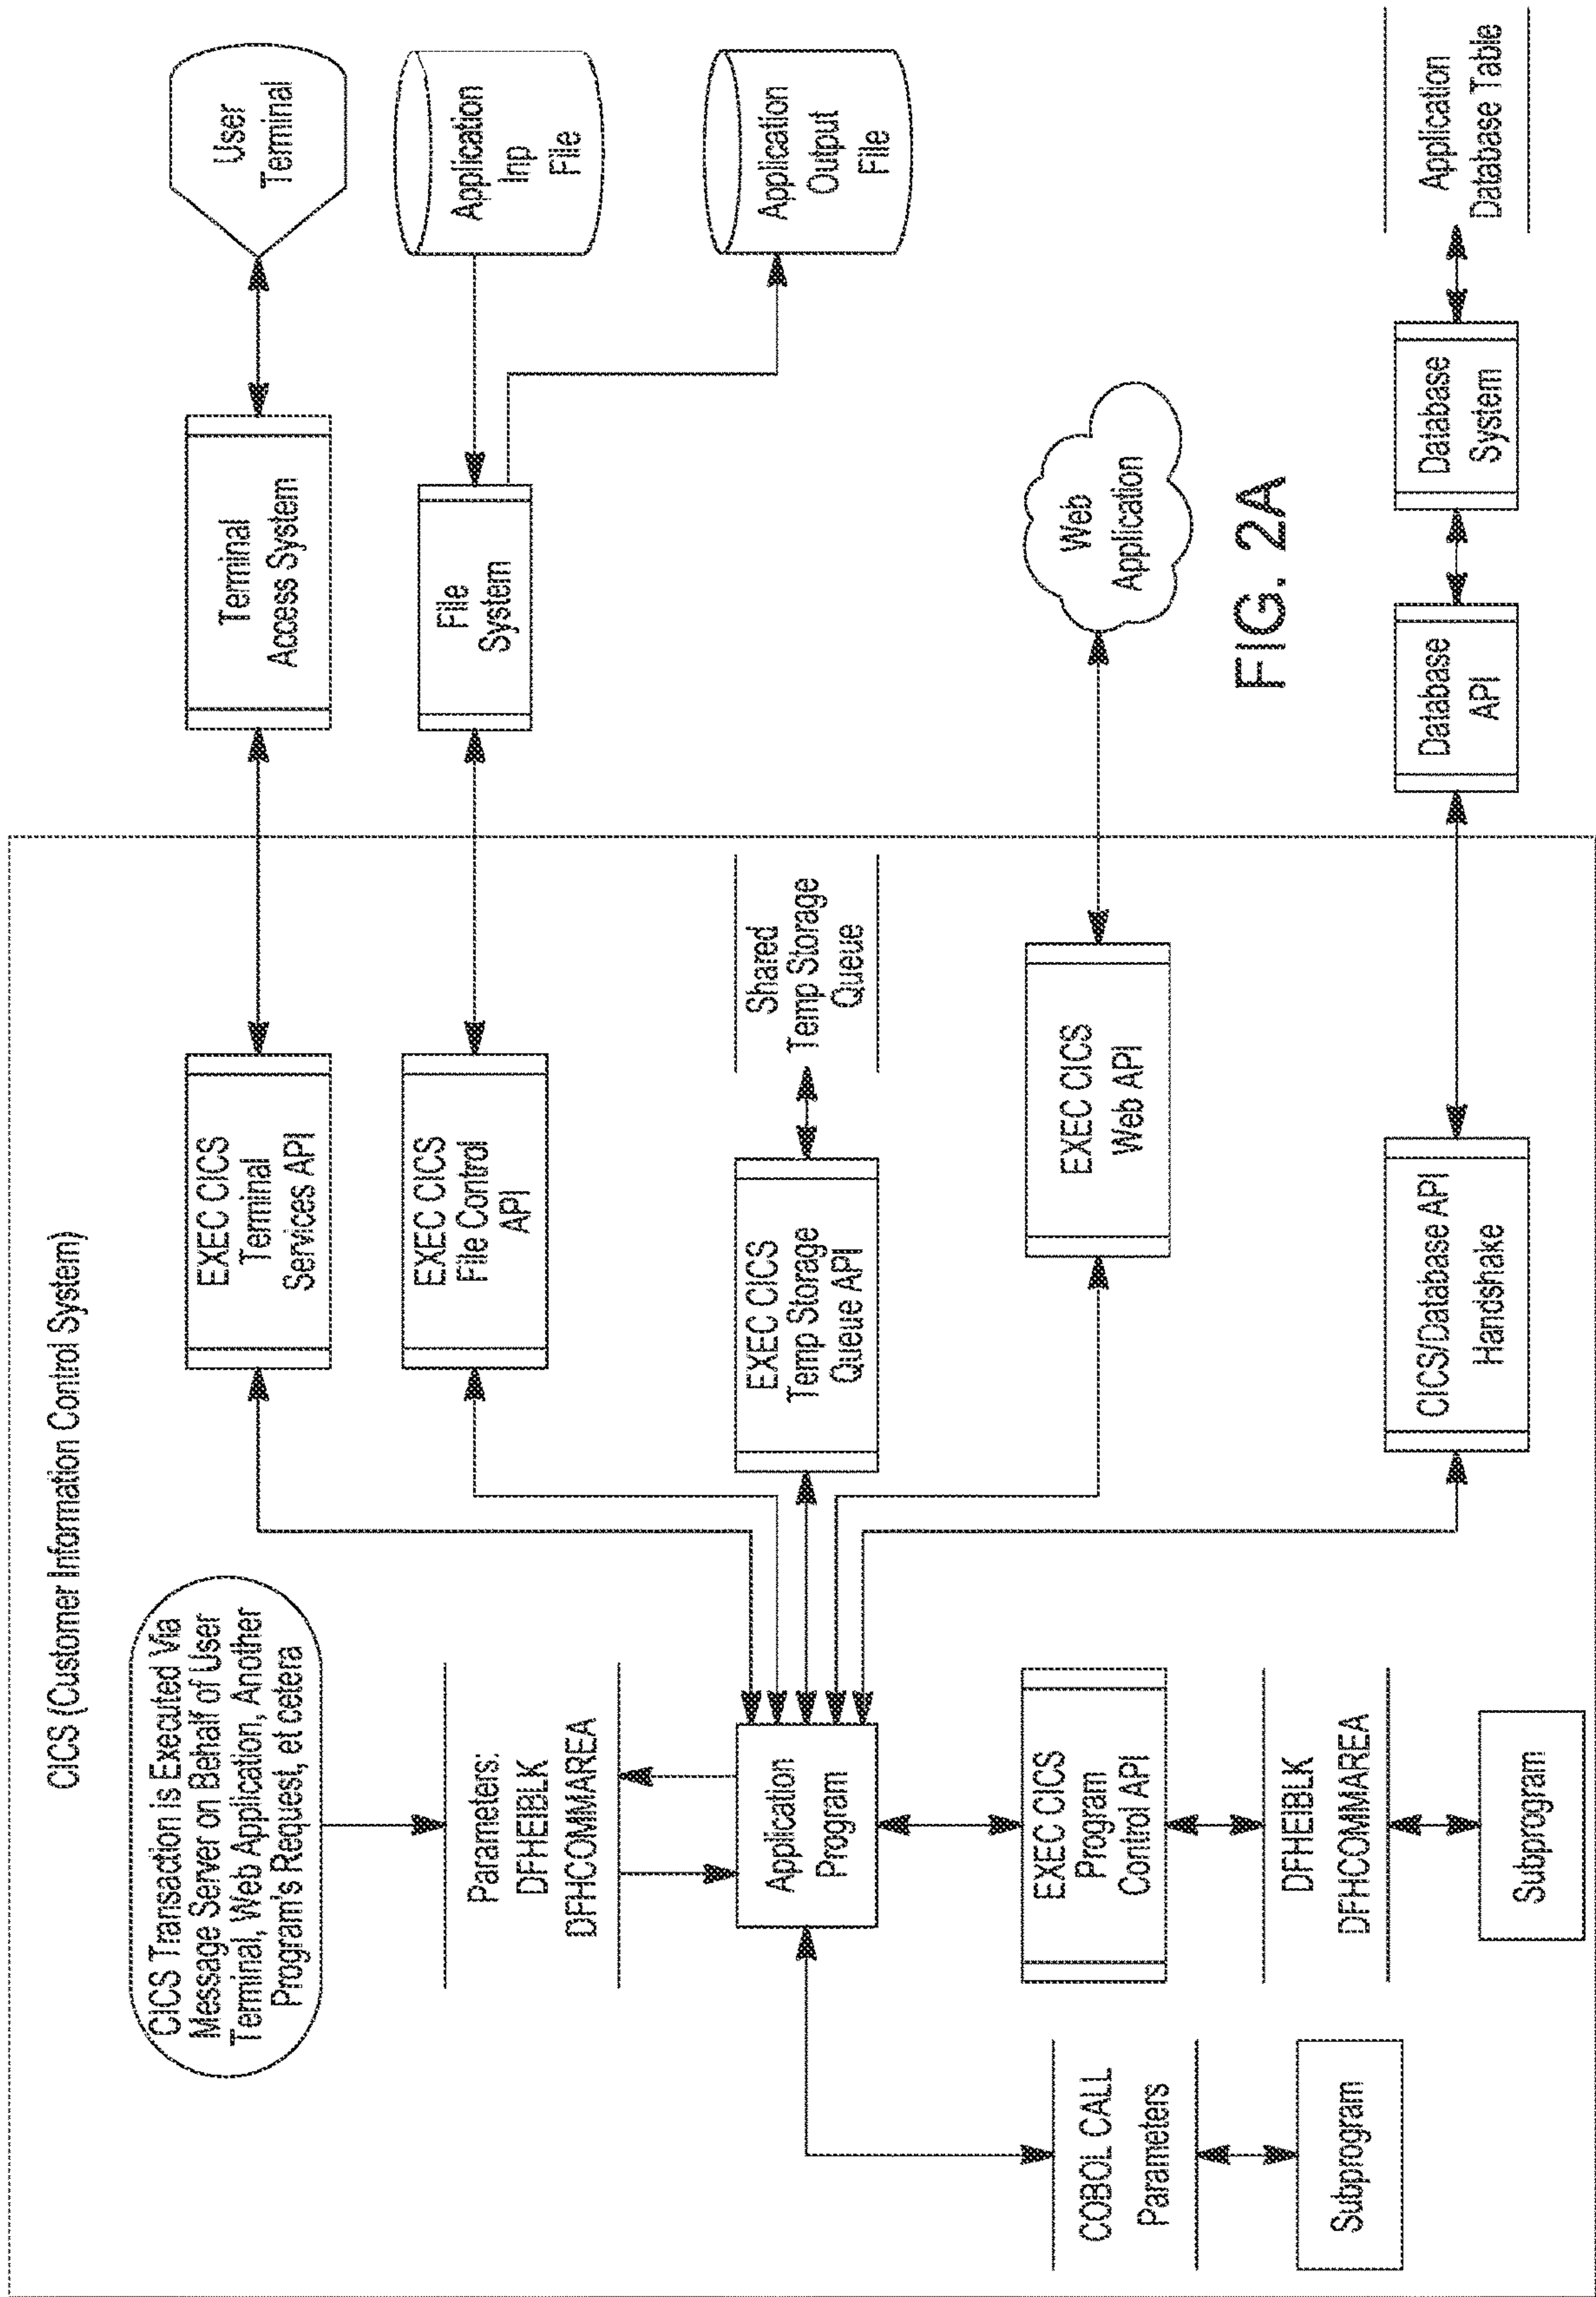 CICS (Customer Information Control System)
CICS Transaction is Executed Via
Message Server on Behalf of User
Terminal, Web Application, Another
Program's Request, et cetera
Parameters:
DFHEIBLK
DFHCOMMAREA
Application
Program
COBOL CALL
Parameters
Subprogram
EXEC CICS
Program
Control API
DFHEIBLK
DFHCOMMAREA
Subprogram
EXEC CICS
Terminal
Services API
EXEC CICS
File Control
API
EXEC CICS
Temp Storage
Queue API
Shared
Temp Storage
Queue
EXEC CICS
Web API
CICS/Database API
Handshake
Terminal
Access System
User
Terminal
File
System
Application
Inp
File
Application
Output
File
Web
Application
Database
API
Database
System
Application
Database Table
FIG. 2A